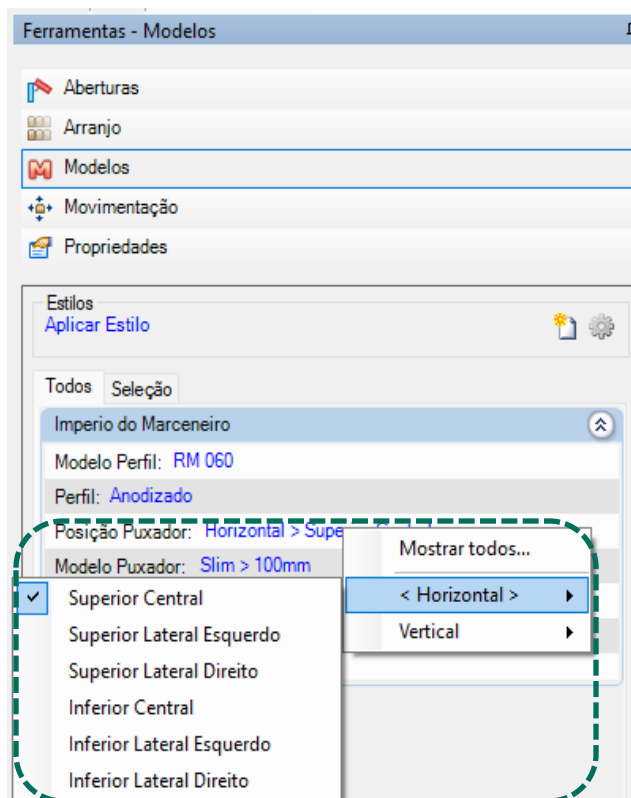 Ferramentas - Modelos
Aberturas
Arranjo
Modelos
Movimentação
Propriedades
Estilos
Aplicar Estilo
Todos Seleção
Imperio do Marceneiro
Modelo Perfil: RM 060
Perfil: Anodizado
Posição Puxador: Horizontal > Supe
Mostrar todos...
Modelo Puxador: Slim > 100mm
< Horizontal >
Vertical
Superior Central
Superior Lateral Esquerdo
Superior Lateral Direito
Inferior Central
Inferior Lateral Esquerdo
Inferior Lateral Direito